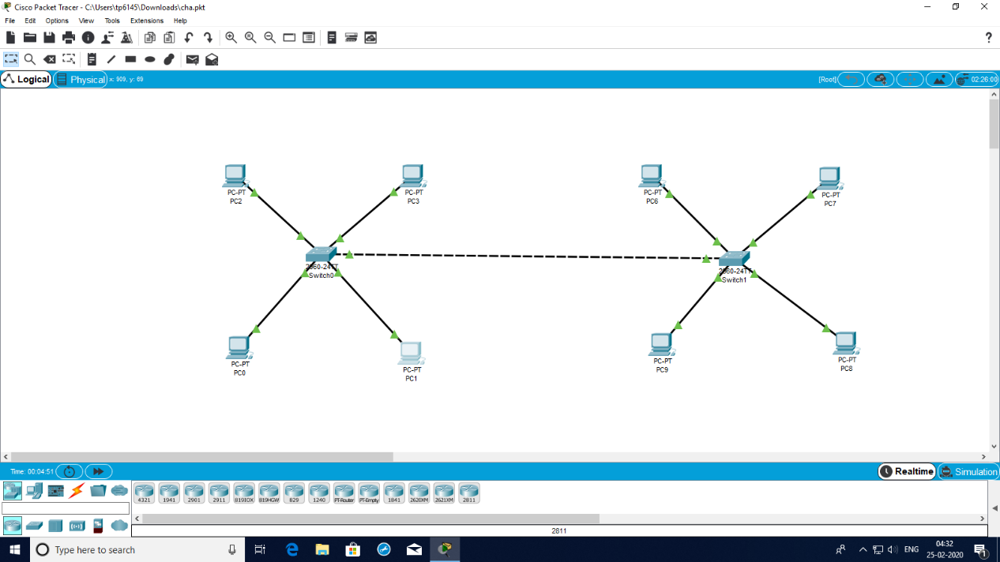 Cisco Packet Tracer - C:\Users\tp6145\Downloads\cha.pkt
File Edit Options View Tools Extensions Help
?
Logical Physical x: 909, y: 69 [Root] 02:26:00
PC-PT
PC2
PC-PT
PC3
PC-PT
PC6
PC-PT
PC7
2960-24TT
Switch0
2960-24TT
Switch1
PC-PT
PC0
PC-PT
PC1
PC-PT
PC9
PC-PT
PC8
Time: 00:04:51 Realtime Simulation
4321 1941 2901 2911 819IOX 819HGW 829 1240 PT-Router PT-Empty 1841 2620XM 2621XM 2811
2811
Type here to search
ENG
04:32
25-02-2020
1